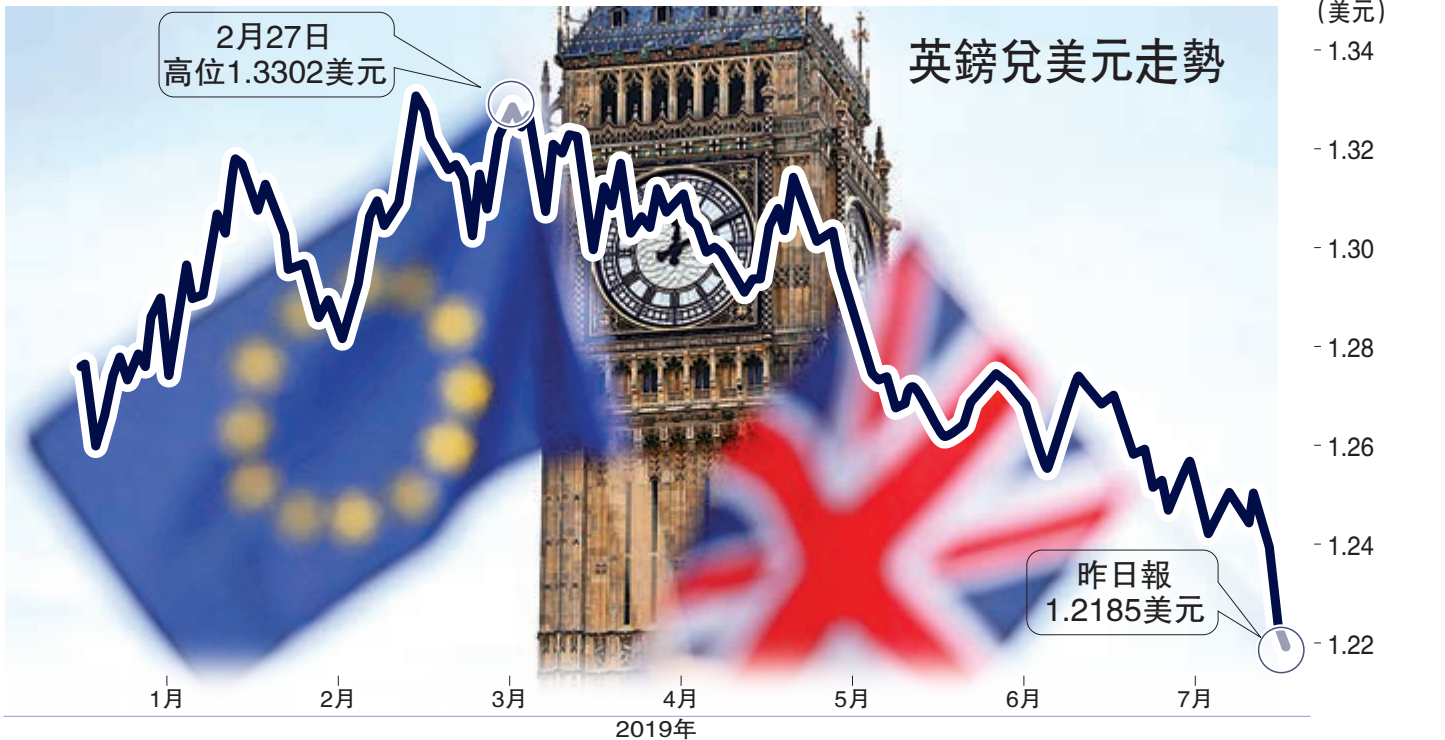 英鎊兌美元走勢
(美元)
2月27日
高位1.3302美元
1.34
1.32
1.30
1.28
1.26
1.24
1.22
昨日報
1.2185美元
1月
2月
3月
4月
5月
6月
7月
2019年